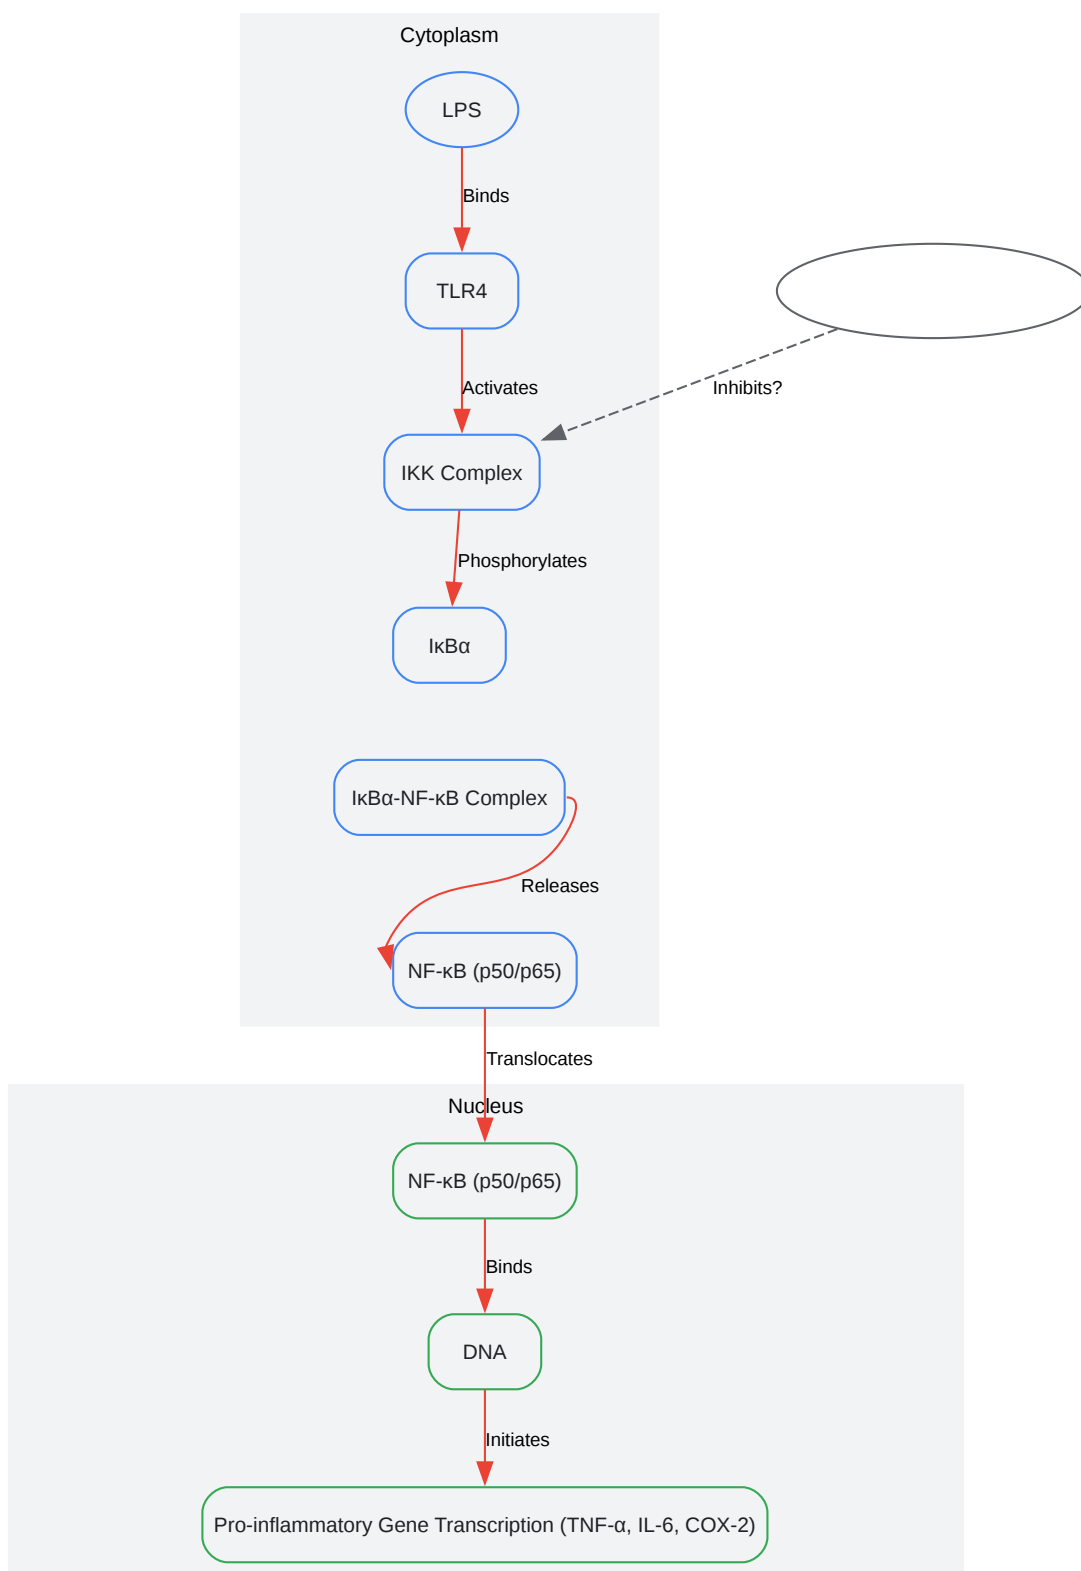 Cytoplasm
LPS
Binds
TLR4
Activates
Inhibits?
IKK Complex
Phosphorylates
IκBα
IκBα-NF-κB Complex
Releases
NF-κB (p50/p65)
Translocates
Nucleus
NF-κB (p50/p65)
Binds
DNA
Initiates
Pro-inflammatory Gene Transcription (TNF-α, IL-6, COX-2)